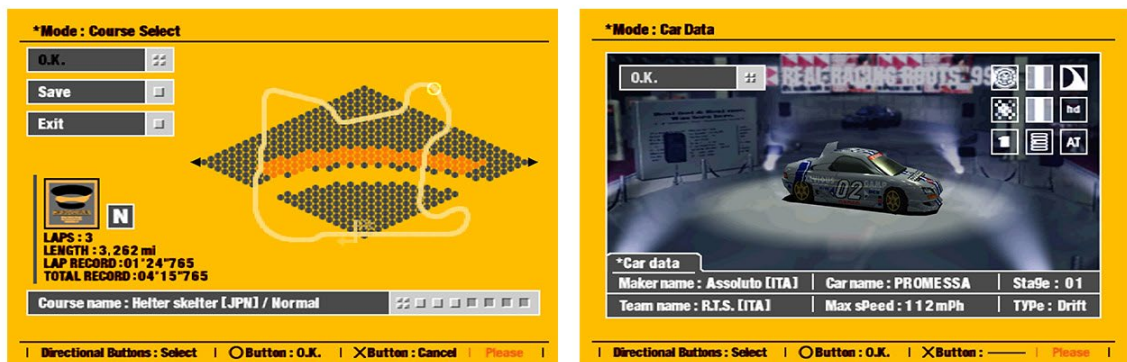 *Mode : Course Select
O.K.
Save
Exit
N
LAPS : 3
LENGTH : 3,262 mi
LAP RECORD : 01"24"765
TOTAL RECORD : 04"15"765
Course name : Helter skelter [JPN] / Normal
Directional Buttons : Select | Button : O.K. | Button : Cancel | Please
*Mode : Car Data
O.K.
REAL RACING ROOTS 99
hd
1
AT
02
*Car data
Maker name : Assoluto [ITA] Car name : PROMESSA Stage : 01
Team name : R.T.S. [ITA] Max speed : 112 mph Type : Drift
Directional Buttons : Select | Button : O.K. | Button : ——
Please